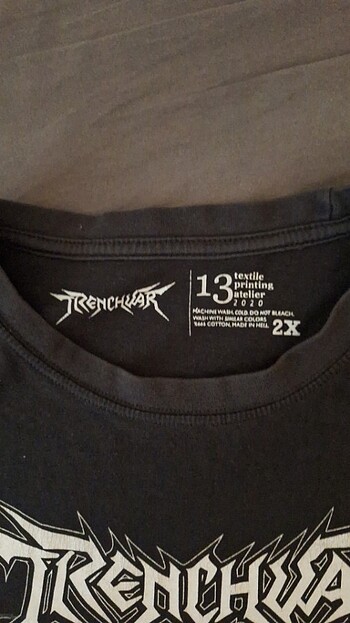 TRENCHWAR
13 textile
printing
atelier
2020
MACHINE WASH, COLD. DO NOT BLEACH.
WASH WITH SIMILAR COLORS
COTTON, MADE IN HELL 2X
TRENCHWA